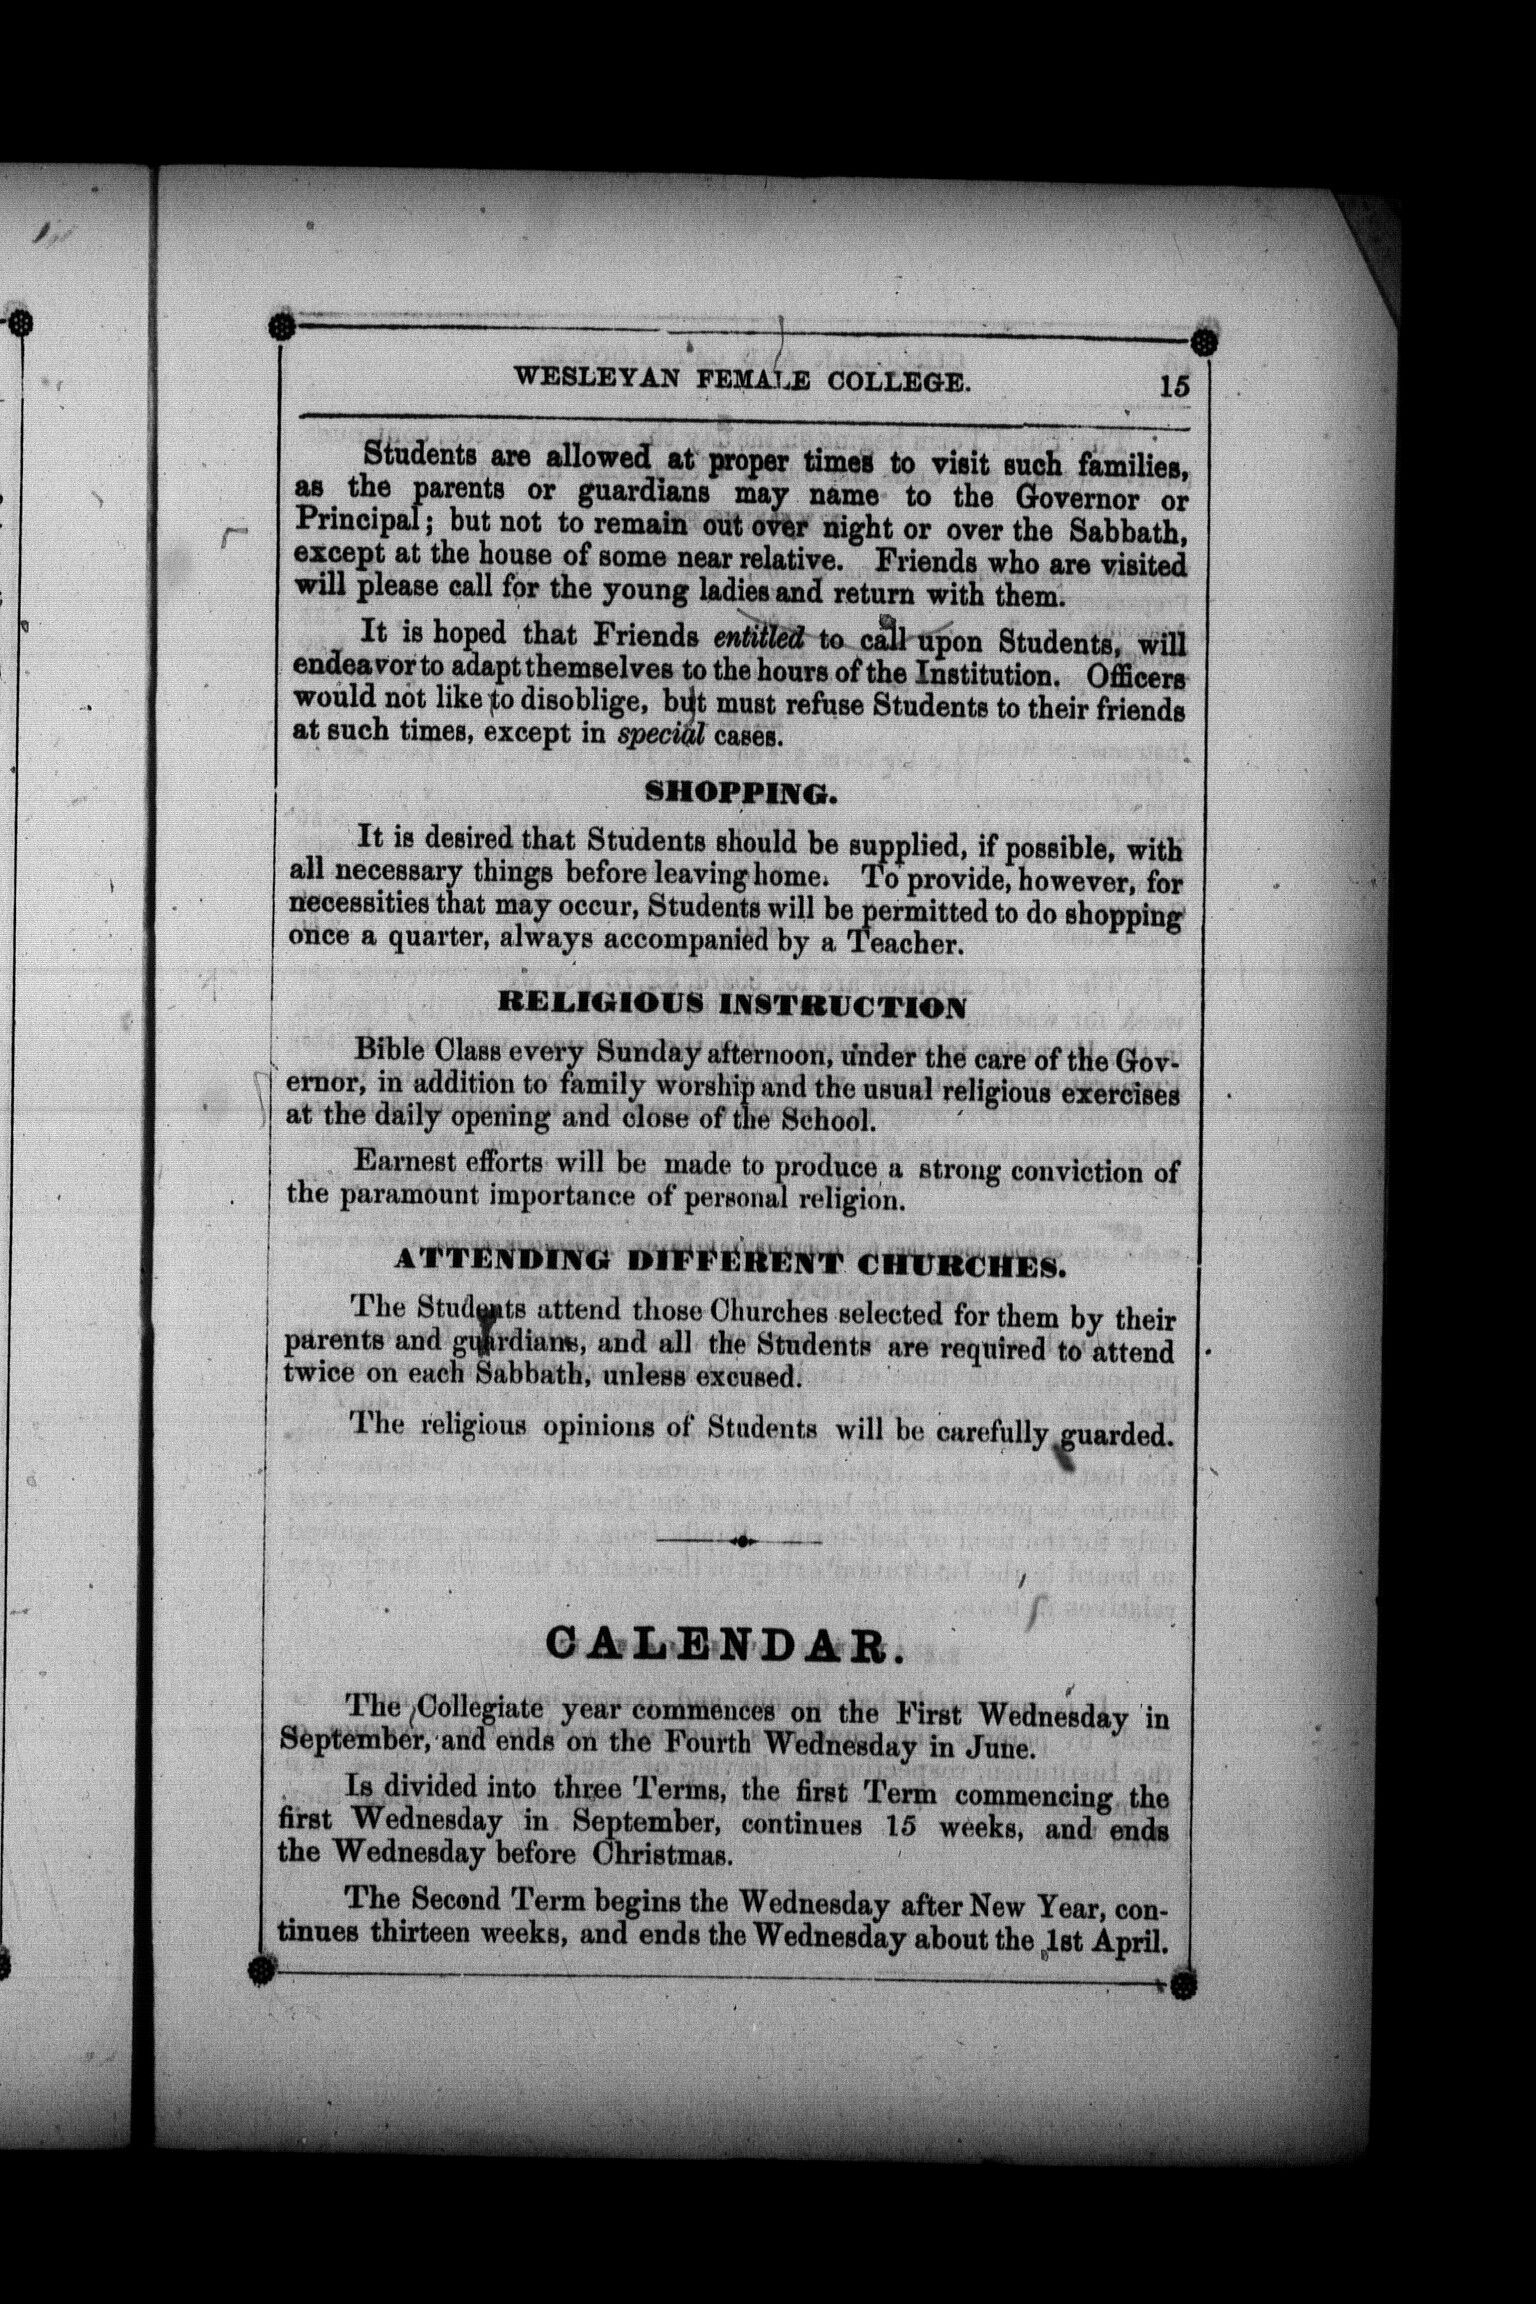 WESLEYAN FEMALE COLLEGE. 15
Students are allowed at proper times to visit such families,
as the parents or guardians may name to the Governor or
Principal; but not to remain out over night or over the Sabbath,
except at the house of some near relative. Friends who are visited
will please call for the young ladies and return with them.
It is hoped that Friends entitled to call upon Students, will
endeavor to adapt themselves to the hours of the Institution. Officers
would not like to disoblige, but must refuse Students to their friends
at such times, except in special cases.
SHOPPING.
It is desired that Students should be supplied, if possible, with
all necessary things before leaving home. To provide, however, for
necessities that may occur, Students will be permitted to do shopping
once a quarter, always accompanied by a Teacher.
RELIGIOUS INSTRUCTION
Bible Class every Sunday afternoon, under the care of the Gov-
ernor, in addition to family worship and the usual religious exercises
at the daily opening and close of the School.
Earnest efforts will be made to produce a strong conviction of
the paramount importance of personal religion.
ATTENDING DIFFERENT CHURCHES.
The Students attend those Churches selected for them by their
parents and guardians, and all the Students are required to attend
twice on each Sabbath, unless excused.
The religious opinions of Students will be carefully guarded.
CALENDAR.
The Collegiate year commences on the First Wednesday in
September, and ends on the Fourth Wednesday in June.
Is divided into three Terms, the first Term commencing the
first Wednesday in September, continues 15 weeks, and ends
the Wednesday before Christmas.
The Second Term begins the Wednesday after New Year, con-
tinues thirteen weeks, and ends the Wednesday about the 1st April.